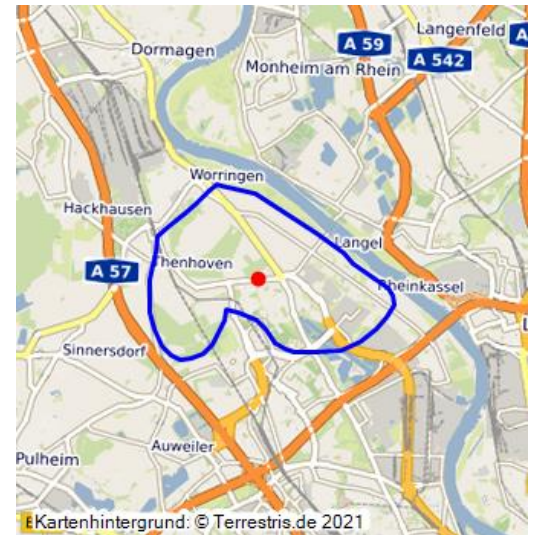 Langenfeld
A 59
A
Dormagen
A 542
Monheim am Rhein
Worringen
Hackhausen
Langel
Thenhoven
A 57
Rheinkassel
Sinnersdorf
Auweiler
Pulheim
Kartenhintergrund: © Terrestris.de 2021